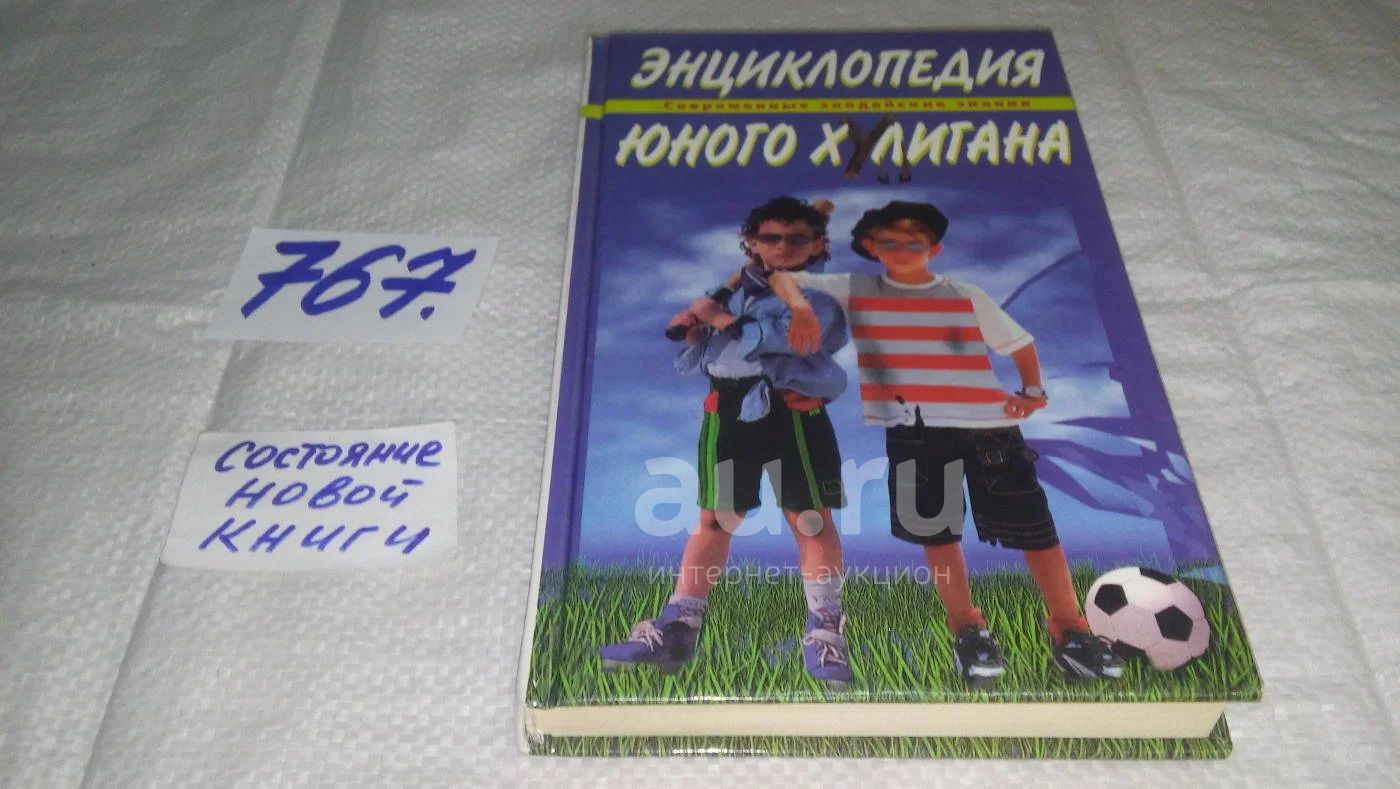 ЭНЦИКЛОПЕДИЯ
Современные злодейские знания
ЮНОГО ХУЛИГАНА
767.
СОСТОЯНИЕ
НОВОЙ
КНИГИ
au.ru
интернет-аукцион